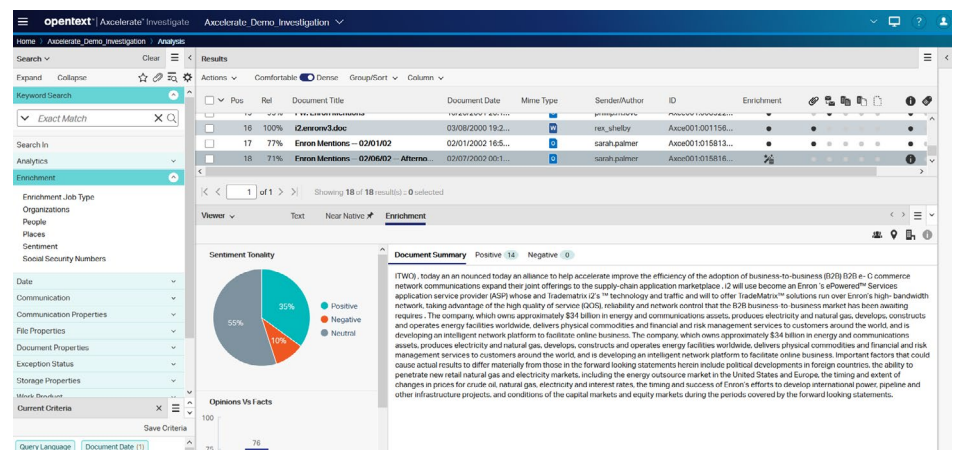 opentext™ | Axcelerate™ Investigate Axcelerate_Demo_Investigation
Home > Axcelerate_Demo_Investigation > Analysis
Search Clear
Expand Collapse
Keyword Search
Exact Match
Search In
Analytics
Enrichment
Enrichment Job Type
Organizations
People
Places
Sentiment
Social Security Numbers
Date
Communication
Communication Properties
File Properties
Document Properties
Exception Status
Storage Properties
Work Product
Current Criteria
Save Criteria
Query Language Document Date (1)
Results
Actions Comfortable Dense Group/Sort Column
Pos Rel Document Title Document Date Mime Type Sender/Author ID Enrichment
16 100% i2.enronv3.doc 03/08/2000 19:2... rex_shelby Axce001:001156...
17 77% Enron Mentions -- 02/01/02 02/01/2002 16:5... sarah.palmer Axce001:015813...
18 71% Enron Mentions -- 02/06/02 -- Afterno... 02/07/2002 00:1... sarah.palmer Axce001:015816...
1 of 1 Showing 18 of 18 result(s) : 0 selected
Viewer Text Near Native Enrichment
Sentiment Tonality
35%
55%
10%
Positive
Negative
Neutral
Opinions Vs Facts
100
76
75
Document Summary Positive 14 Negative 0
ITWO) , today an an nounced today an alliance to help accelerate improve the efficiency of the adoption of business-to-business (B2B) B2B e- C commerce
network communications expand their joint offerings to the supply-chain application marketplace . i2 will use become an Enron 's ePowered™ Services
application service provider (ASP) whose and Tradematrix i2's ™ technology and traffic and will to offer TradeMatrix™ solutions run over Enron's high- bandwidth
network, taking advantage of the high quality of service (QOS), reliability and network control that the B2B business-to-business market has been awaiting
requires . The company, which owns approximately $34 billion in energy and communications assets, produces electricity and natural gas, develops, constructs
and operates energy facilities worldwide, delivers physical commodities and financial and risk management services to customers around the world, and is
developing an intelligent network platform to facilitate online business. The company, which owns approximately $34 billion in energy and communications
assets, produces electricity and natural gas, develops, constructs and operates energy facilities worldwide, delivers physical commodities and financial and risk
management services to customers around the world, and is developing an intelligent network platform to facilitate online business. Important factors that could
cause actual results to differ materially from those in the forward looking statements herein include political developments in foreign countries, the ability to
penetrate new retail natural gas and electricity markets, including the energy outsource market in the United States and Europe, the timing and extent of
changes in prices for crude oil, natural gas, electricity and interest rates, the timing and success of Enron's efforts to develop international power, pipeline and
other infrastructure projects, and conditions of the capital markets and equity markets during the periods covered by the forward looking statements.